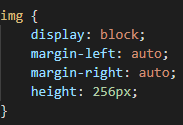 img {
    display: block;
    margin-left: auto;
    margin-right: auto;
    height: 256px;
}